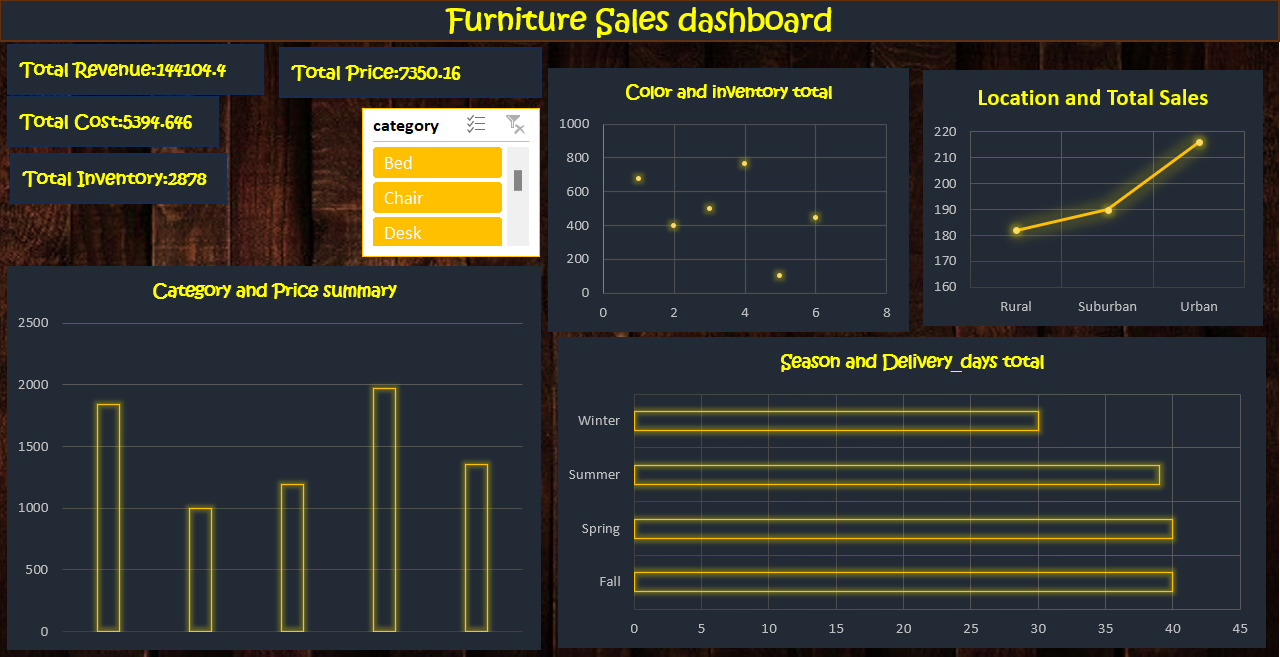 Furniture Sales dashboard
Total Revenue:144104.4
Total Price:7350.16
Total Cost:5394.646
Total Inventory:2878
category
Bed
Chair
Desk
Color and inventory total
1000
800
600
400
200
0
0 2 4 6 8
Location and Total Sales
220
210
200
190
180
170
160
Rural Suburban Urban
Category and Price summary
2500
2000
1500
1000
500
0
Season and Delivery_days total
Winter
Summer
Spring
Fall
0 5 10 15 20 25 30 35 40 45